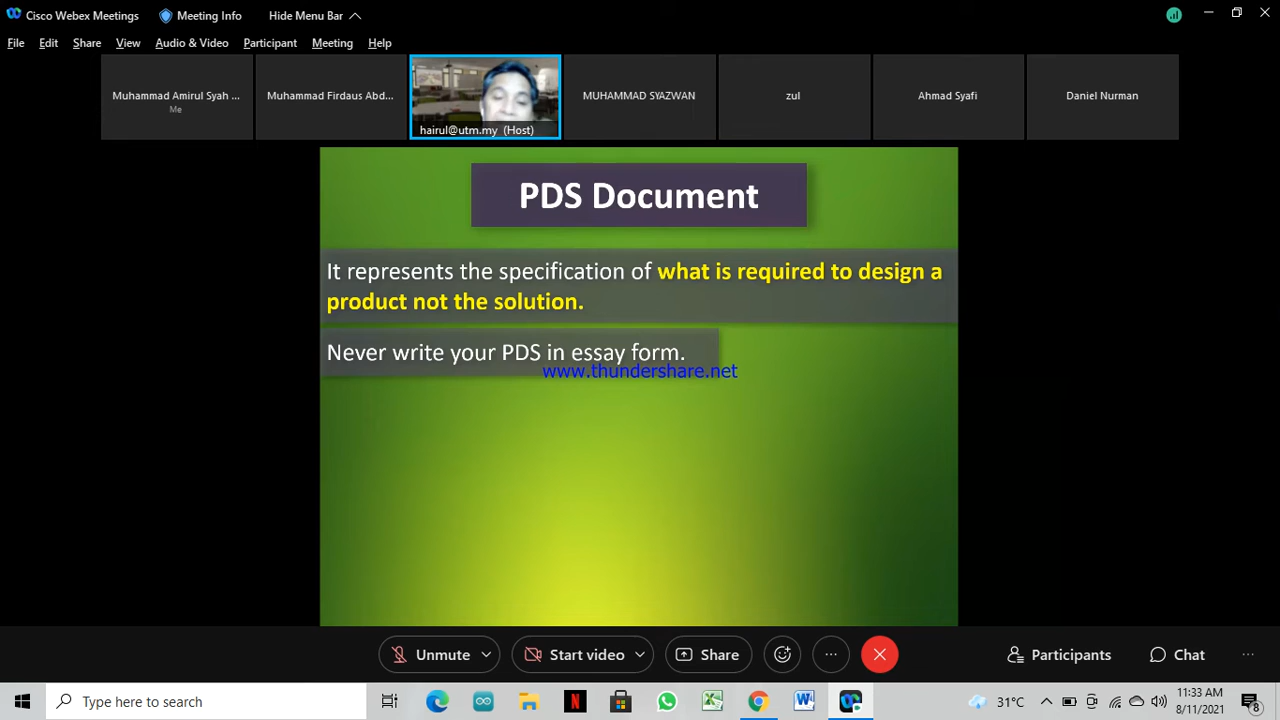 Cisco Webex Meetings Meeting Info Hide Menu Bar
File Edit Share View Audio & Video Participant Meeting Help
Muhammad Amirul Syah ...
Me
Muhammad Firdaus Abd...
hairul@utm.my (Host)
MUHAMMAD SYAZWAN
zul
Ahmad Syafi
Daniel Nurman
PDS Document
It represents the specification of what is required to design a
product not the solution.
Never write your PDS in essay form.
www.thundershare.net
Unmute Start video Share Participants Chat
Type here to search
31°C
11:33 AM
8/11/2021
8